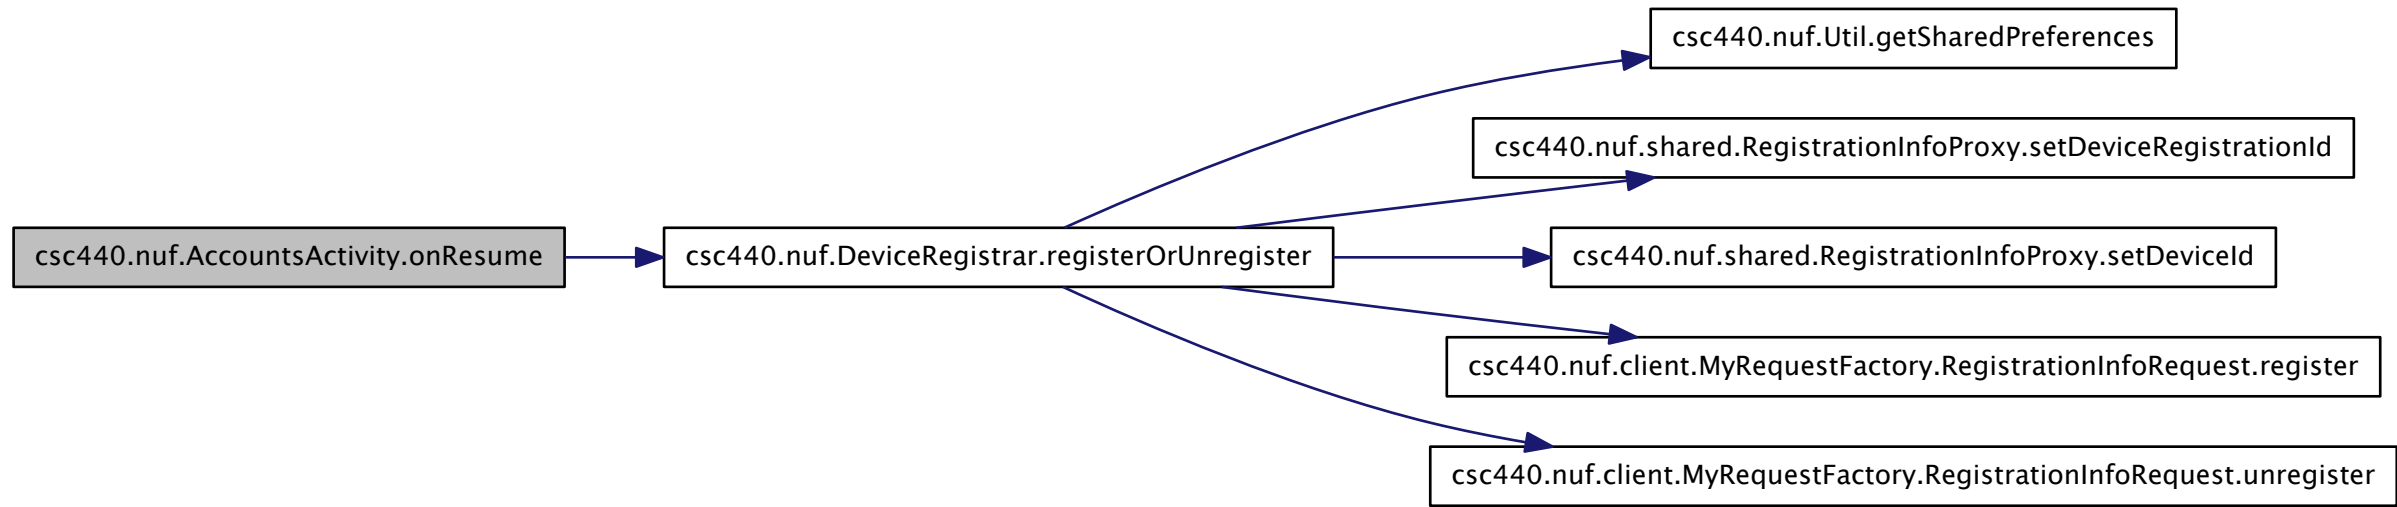 csc440.nuf.Util.getSharedPreferences
csc440.nuf.shared.RegistrationInfoProxy.setDeviceRegistrationId
csc440.nuf.AccountsActivity.onResume
csc440.nuf.DeviceRegistrar.registerOrUnregister
csc440.nuf.shared.RegistrationInfoProxy.setDeviceId
csc440.nuf.client.MyRequestFactory.RegistrationInfoRequest.register
csc440.nuf.client.MyRequestFactory.RegistrationInfoRequest.unregister